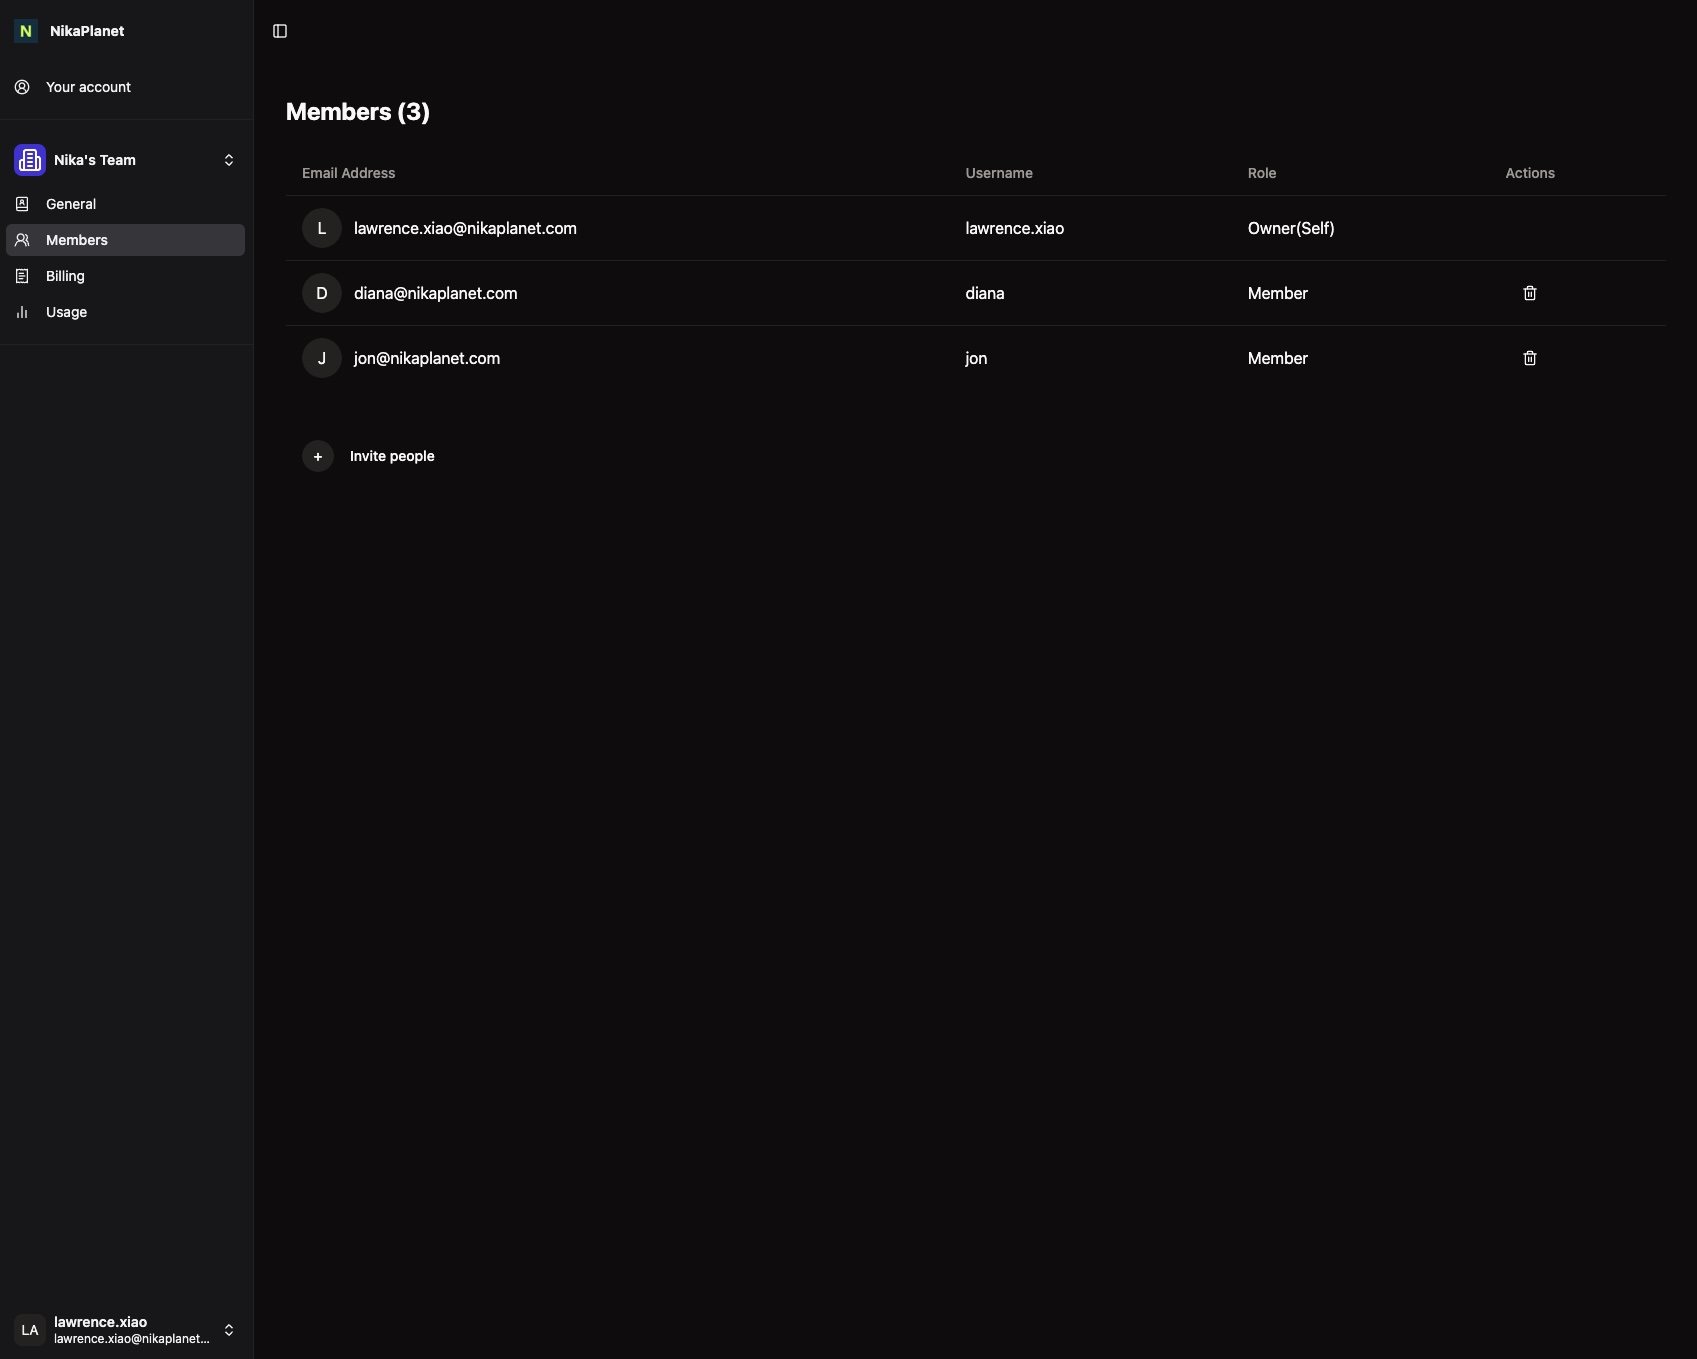 N NikaPlanet
Your account
Nika's Team
General
Members
Billing
Usage
Members (3)
Email Address Username Role Actions
L lawrence.xiao@nikaplanet.com lawrence.xiao Owner(Self)
D diana@nikaplanet.com diana Member
J jon@nikaplanet.com jon Member
+ Invite people
LA lawrence.xiao
lawrence.xiao@nikaplanet...